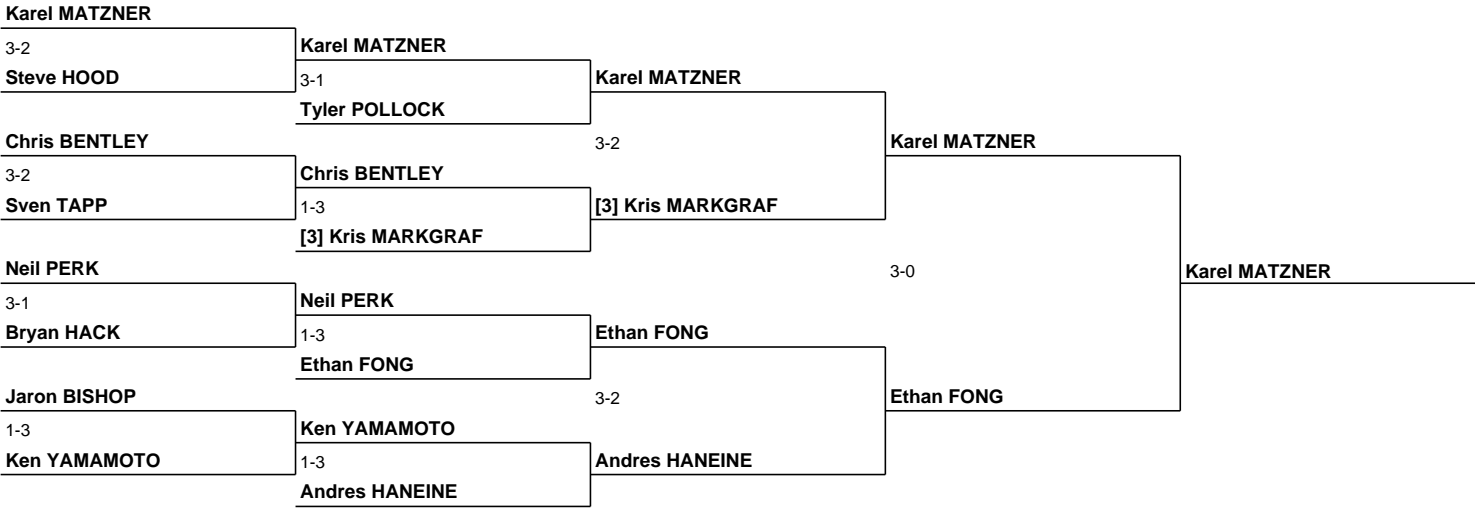 Karel MATZNER
3-2
Karel MATZNER
Steve HOOD
3-1
Karel MATZNER
Tyler POLLOCK
Chris BENTLEY
3-2
Karel MATZNER
3-2
Chris BENTLEY
Sven TAPP
1-3
[3] Kris MARKGRAF
[3] Kris MARKGRAF
Neil PERK
3-0
Karel MATZNER
3-1
Neil PERK
Bryan HACK
1-3
Ethan FONG
Ethan FONG
Jaron BISHOP
3-2
Ethan FONG
1-3
Ken YAMAMOTO
Ken YAMAMOTO
1-3
Andres HANEINE
Andres HANEINE